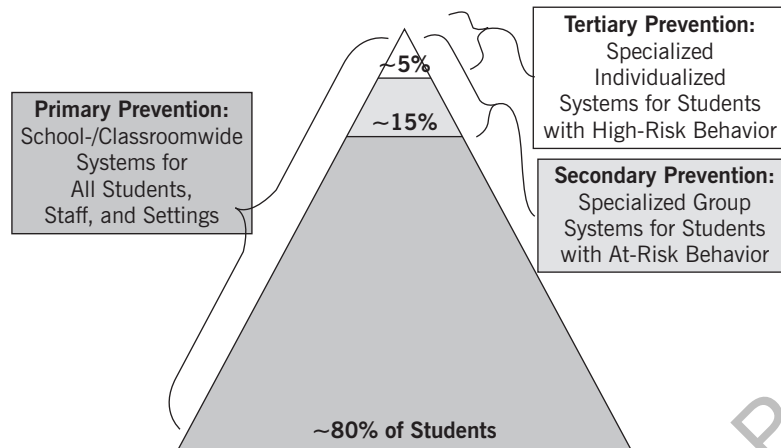 Primary Prevention:
School-/Classroomwide
Systems for
All Students,
Staff, and Settings
~5%
~15%
~80% of Students
Tertiary Prevention:
Specialized
Individualized
Systems for Students
with High-Risk Behavior
Secondary Prevention:
Specialized Group
Systems for Students
with At-Risk Behavior